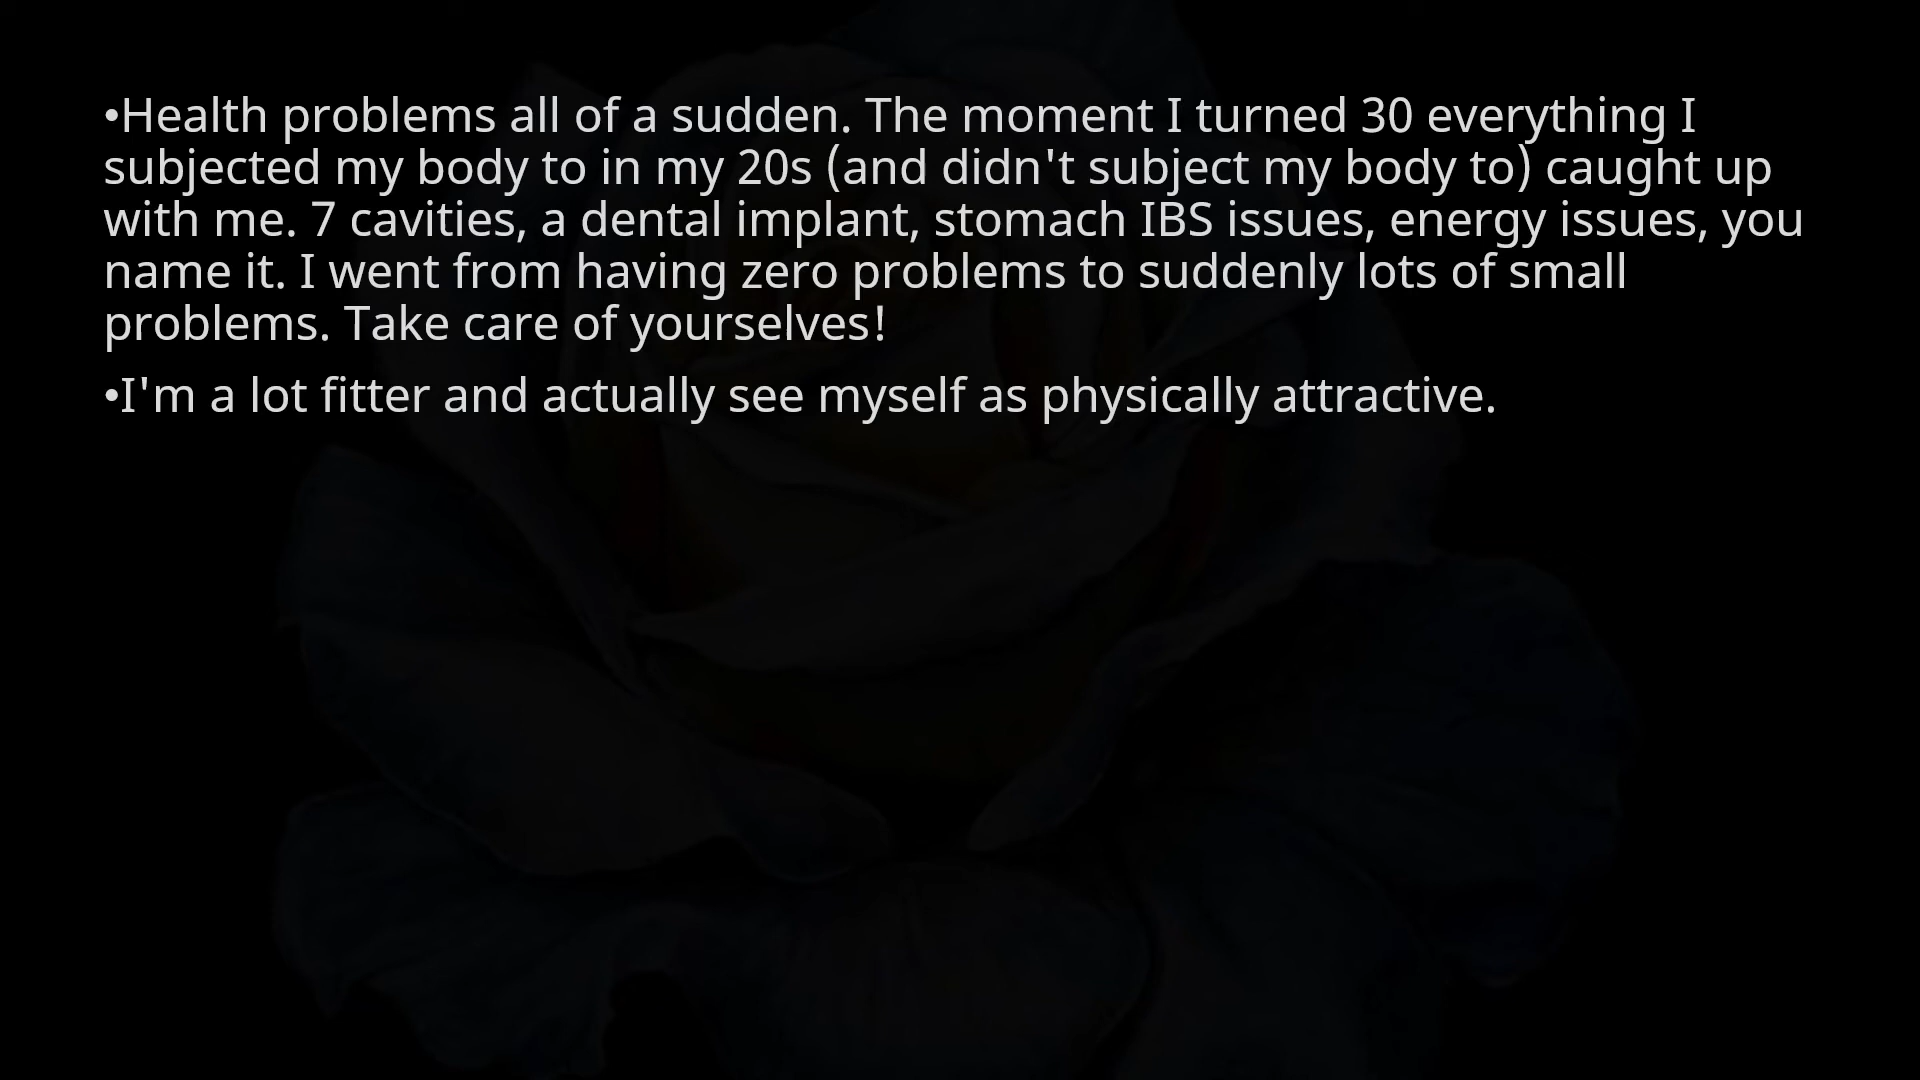 •Health problems all of a sudden. The moment I turned 30 everything I
subjected my body to in my 20s (and didn't subject my body to) caught up
with me. 7 cavities, a dental implant, stomach IBS issues, energy issues, you
name it. I went from having zero problems to suddenly lots of small
problems. Take care of yourselves!
•I'm a lot fitter and actually see myself as physically attractive.